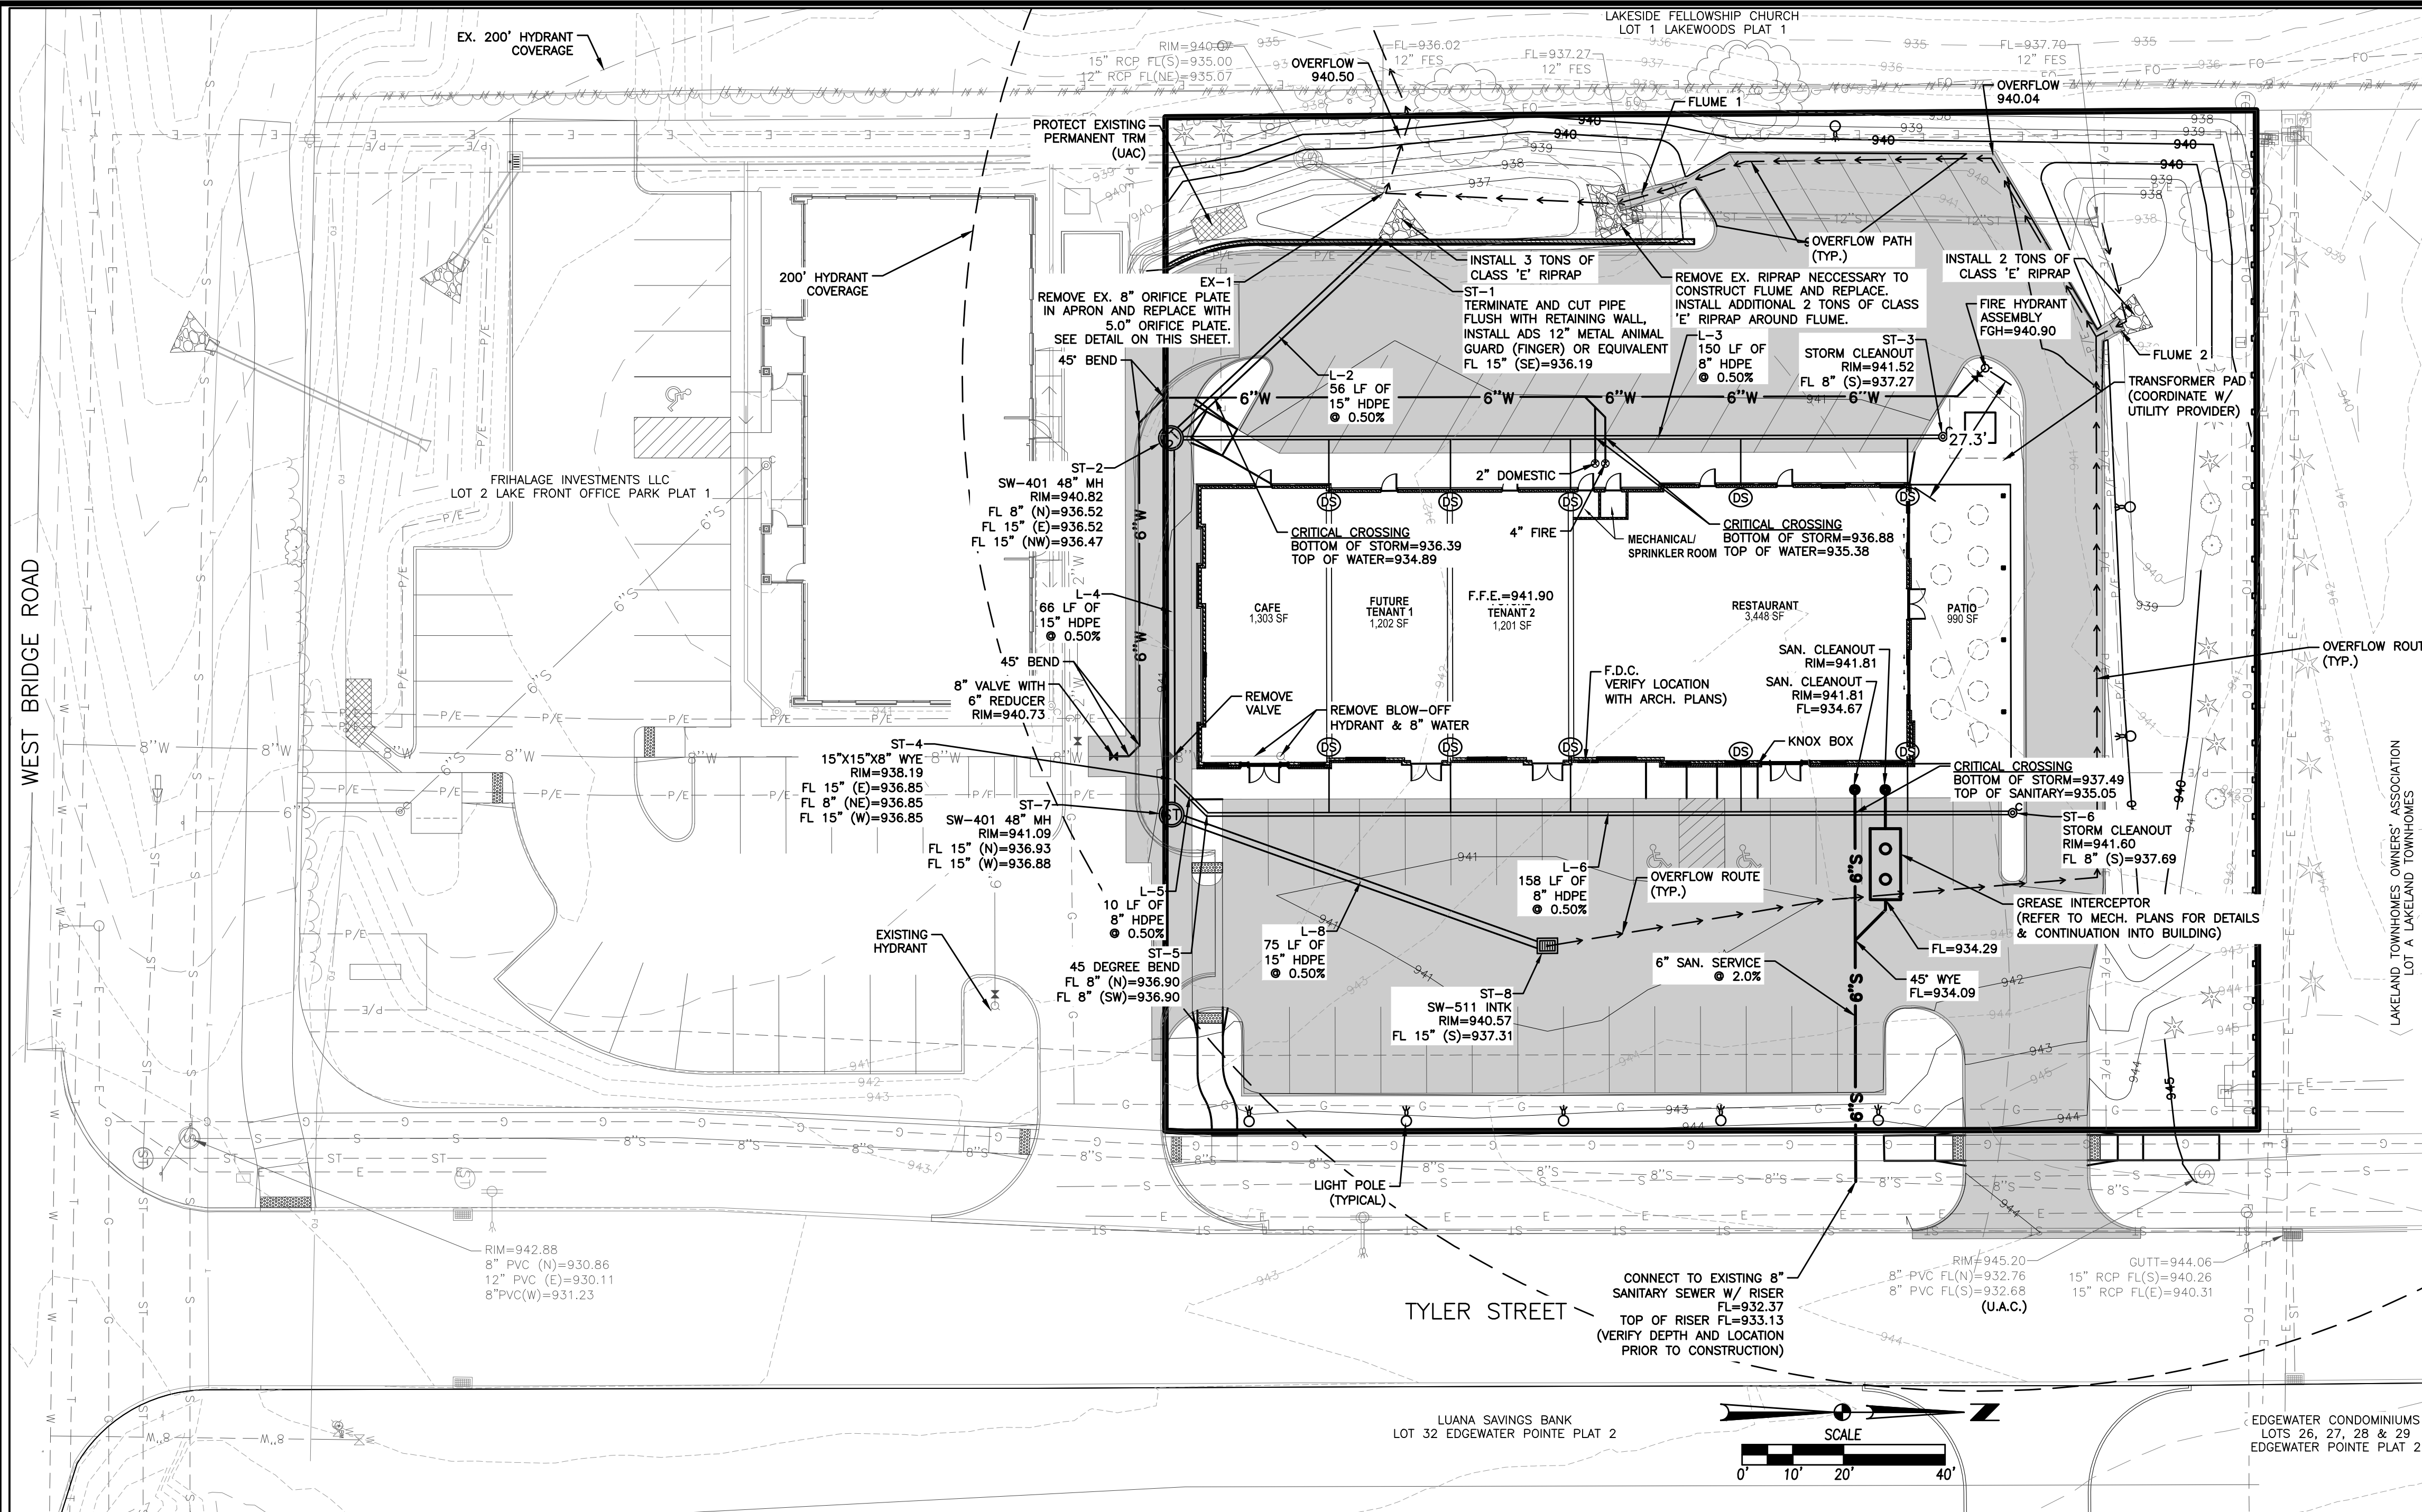 LAKESIDE FELLOWSHIP CHURCH
LOT 1 LAKEWOODS PLAT 1
EX. 200' HYDRANT
COVERAGE
RIM=940.07
15" RCP FL(S)=935.00
12" RCP FL(NE)=935.07
OVERFLOW
940.50
FL=936.02
12" FES
FL=937.27
12" FES
FLUME 1
FL=937.70
12" FES
OVERFLOW
940.04
PROTECT EXISTING
PERMANENT TRM
(UAC)
200' HYDRANT
COVERAGE
EX-1
REMOVE EX. 8" ORIFICE PLATE
IN APRON AND REPLACE WITH
5.0" ORIFICE PLATE.
SEE DETAIL ON THIS SHEET.
INSTALL 3 TONS OF
CLASS 'E' RIPRAP
ST-1
TERMINATE AND CUT PIPE
FLUSH WITH RETAINING WALL,
INSTALL ADS 12" METAL ANIMAL
GUARD (FINGER) OR EQUIVALENT
FL 15" (SE)=936.19
REMOVE EX. RIPRAP NECCESSARY TO
CONSTRUCT FLUME AND REPLACE.
INSTALL ADDITIONAL 2 TONS OF CLASS
'E' RIPRAP AROUND FLUME.
OVERFLOW PATH
(TYP.)
INSTALL 2 TONS OF
CLASS 'E' RIPRAP
FIRE HYDRANT
ASSEMBLY
FGH=940.90
FLUME 2
TRANSFORMER PAD
(COORDINATE W/
UTILITY PROVIDER)
45° BEND
L-2
56 LF OF
15" HDPE
@ 0.50%
L-3
150 LF OF
8" HDPE
@ 0.50%
ST-3
STORM CLEANOUT
RIM=941.52
FL 8" (S)=937.27
6"W
6"W
6"W
6"W
6"W
27.3'
FRIHALAGE INVESTMENTS LLC
LOT 2 LAKE FRONT OFFICE PARK PLAT 1
ST-2
SW-401 48" MH
RIM=940.82
FL 8" (N)=936.52
FL 15" (E)=936.52
FL 15" (NW)=936.47
2" DOMESTIC
4" FIRE
CRITICAL CROSSING
BOTTOM OF STORM=936.39
TOP OF WATER=934.89
MECHANICAL/
SPRINKLER ROOM
CRITICAL CROSSING
BOTTOM OF STORM=936.88
TOP OF WATER=935.38
DS
DS
DS
DS
DS
L-4
66 LF OF
15" HDPE
@ 0.50%
6"W
6"W
CAFE
1,303 SF
FUTURE
TENANT 1
1,202 SF
F.F.E.=941.90
TENANT 2
1,201 SF
RESTAURANT
3,448 SF
PATIO
990 SF
WEST BRIDGE ROAD
45° BEND
8" VALVE WITH
6" REDUCER
RIM=940.73
REMOVE
VALVE
REMOVE BLOW-OFF
HYDRANT & 8" WATER
F.D.C.
VERIFY LOCATION
WITH ARCH. PLANS)
SAN. CLEANOUT
RIM=941.81
SAN. CLEANOUT
RIM=941.81
FL=934.67
OVERFLOW ROUT
(TYP.)
KNOX BOX
DS
DS
DS
DS
DS
ST-4
15"X15"X8" WYE
RIM=938.19
FL 15" (E)=936.85
FL 8" (NE)=936.85
FL 15" (W)=936.85
ST-7
SW-401 48" MH
RIM=941.09
FL 15" (N)=936.93
FL 15" (W)=936.88
CRITICAL CROSSING
BOTTOM OF STORM=937.49
TOP OF SANITARY=935.05
ST-6
STORM CLEANOUT
RIM=941.60
FL 8" (S)=937.69
L-5
10 LF OF
8" HDPE
@ 0.50%
L-6
158 LF OF
8" HDPE
@ 0.50%
OVERFLOW ROUTE
(TYP.)
GREASE INTERCEPTOR
(REFER TO MECH. PLANS FOR DETAILS
& CONTINUATION INTO BUILDING)
L-8
75 LF OF
15" HDPE
@ 0.50%
EXISTING
HYDRANT
ST-5
45 DEGREE BEND
FL 8" (N)=936.90
FL 8" (SW)=936.90
FL=934.29
6" SAN. SERVICE
@ 2.0%
45° WYE
FL=934.09
ST-8
SW-511 INTK
RIM=940.57
FL 15" (S)=937.31
6"S
6"S
6"S
LAKELAND TOWNHOMES OWNERS' ASSOCIATION
LOT A LAKELAND TOWNHOMES
LIGHT POLE
(TYPICAL)
RIM=942.88
8" PVC (N)=930.86
12" PVC (E)=930.11
8"PVC(W)=931.23
CONNECT TO EXISTING 8"
SANITARY SEWER W/ RISER
FL=932.37
TOP OF RISER FL=933.13
(VERIFY DEPTH AND LOCATION
PRIOR TO CONSTRUCTION)
RIM=945.20
8" PVC FL(N)=932.76
8" PVC FL(S)=932.68
(U.A.C.)
GUTT=944.06
15" RCP FL(S)=940.26
15" RCP FL(E)=940.31
TYLER STREET
LUANA SAVINGS BANK
LOT 32 EDGEWATER POINTE PLAT 2
SCALE
0' 10' 20' 40'
EDGEWATER CONDOMINIUMS
LOTS 26, 27, 28 & 29
EDGEWATER POINTE PLAT 2